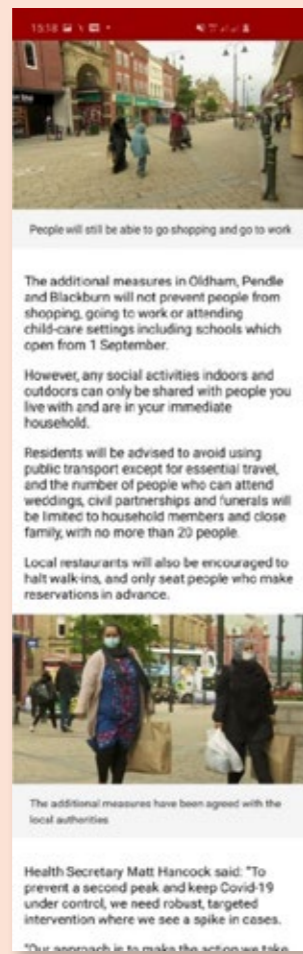 15:18
People will still be able to go shopping and go to work
The additional measures in Oldham, Pendle
and Blackburn will not prevent people from
shopping, going to work or attending
child-care settings including schools which
open from 1 September.
However, any social activities indoors and
outdoors can only be shared with people you
live with and are in your immediate
household.
Residents will be advised to avoid using
public transport except for essential travel,
and the number of people who can attend
weddings, civil partnerships and funerals will
be limited to household members and close
family, with no more than 20 people.
Local restaurants will also be encouraged to
halt walk-ins, and only seat people who make
reservations in advance.
The additional measures have been agreed with the
local authorities
Health Secretary Matt Hancock said: "To
prevent a second peak and keep Covid-19
under control, we need robust, targeted
intervention where we see a spike in cases.
"Our approach is to make the action we take